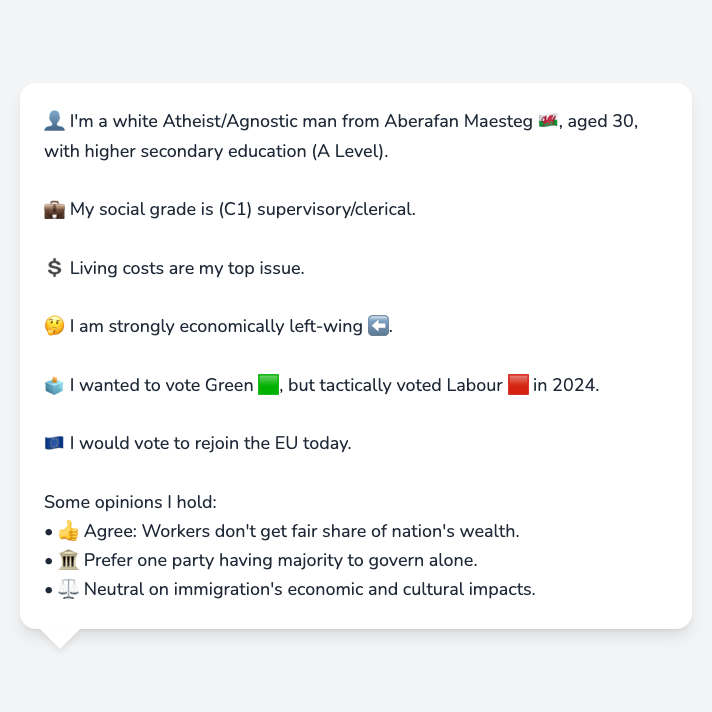 👤 I'm a white Atheist/Agnostic man from Aberafan Maesteg 🏴󠁧󠁢󠁷󠁬󠁳󠁿, aged 30,
with higher secondary education (A Level).
💼 My social grade is (C1) supervisory/clerical.
💲 Living costs are my top issue.
🤔 I am strongly economically left-wing ⬅️.
🗳️ I wanted to vote Green 🟩, but tactically voted Labour 🟥 in 2024.
🇪🇺 I would vote to rejoin the EU today.
Some opinions I hold:
• 👍 Agree: Workers don't get fair share of nation's wealth.
• 🏛️ Prefer one party having majority to govern alone.
• ⚖️ Neutral on immigration's economic and cultural impacts.